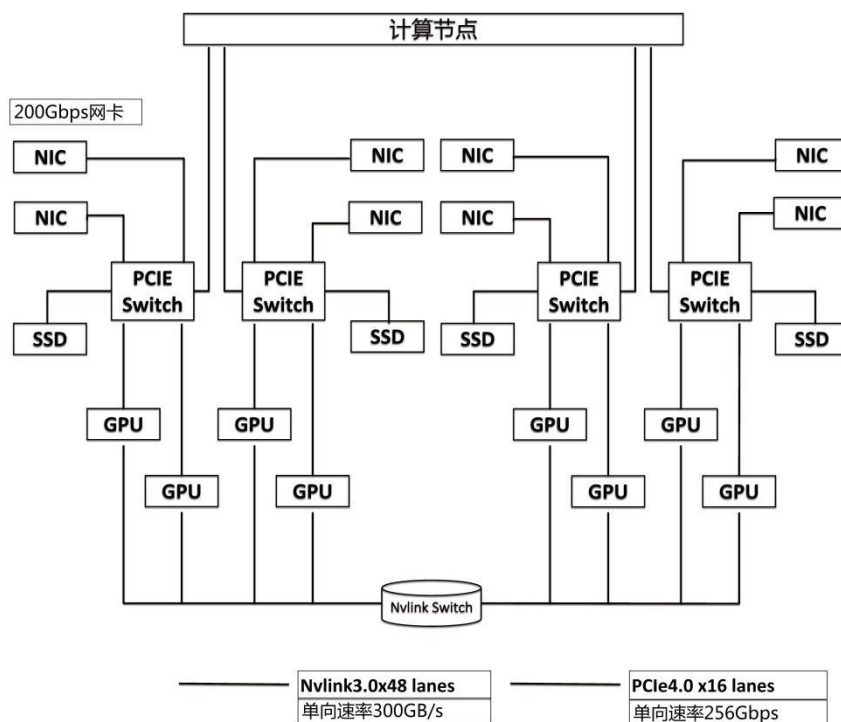 计算节点
200Gbps网卡
NIC
NIC
NIC
NIC
NIC
NIC
NIC
NIC
PCIE
Switch
PCIE
Switch
PCIE
Switch
PCIE
Switch
SSD
SSD
SSD
SSD
GPU
GPU
GPU
GPU
GPU
GPU
GPU
GPU
Nvlink Switch
Nvlink3.0x48 lanes
单向速率300GB/s
PCIe4.0 x16 lanes
单向速率256Gbps